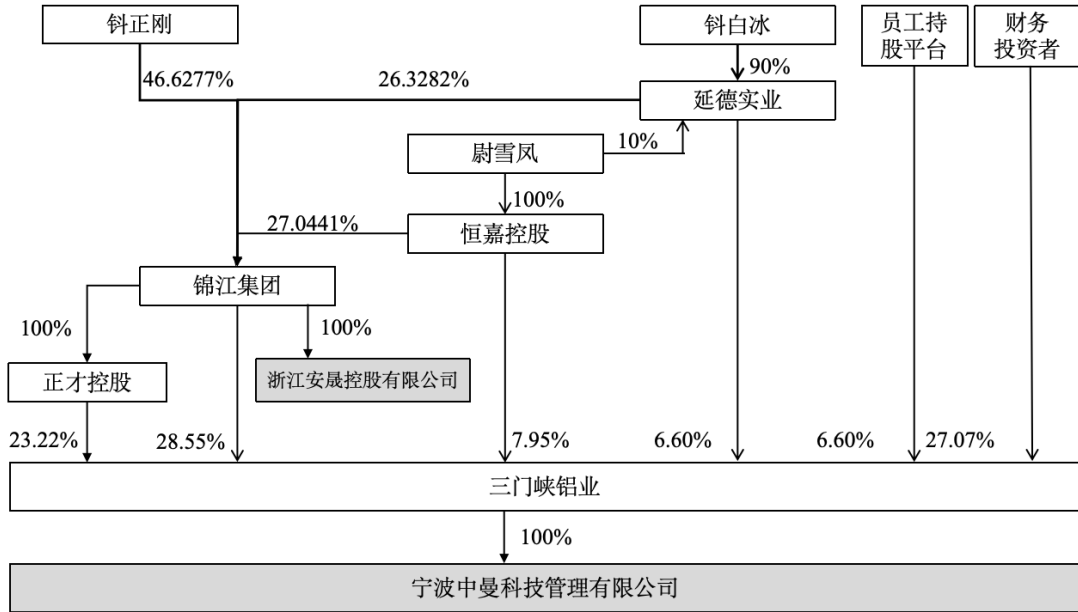 钭正刚
钭白冰
员工持
股平台
财务
投资者
46.6277%
26.3282%
90%
延德实业
尉雪凤
10%
100%
27.0441%
恒嘉控股
锦江集团
100%
100%
正才控股
浙江安晟控股有限公司
23.22%
28.55%
7.95%
6.60%
6.60%
27.07%
三门峡铝业
100%
宁波中曼科技管理有限公司